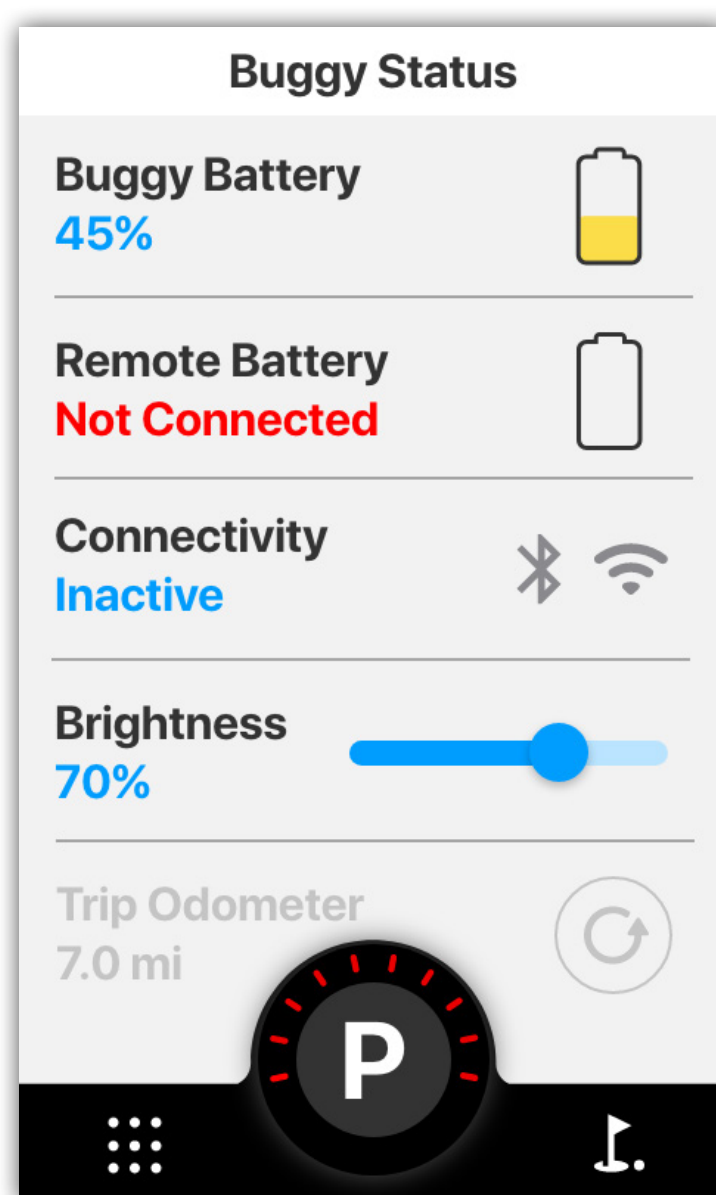 Buggy Status
Buggy Battery
45%
Remote Battery
Not Connected
Connectivity
Inactive
Brightness
70%
Trip Odometer
7.0 mi
P